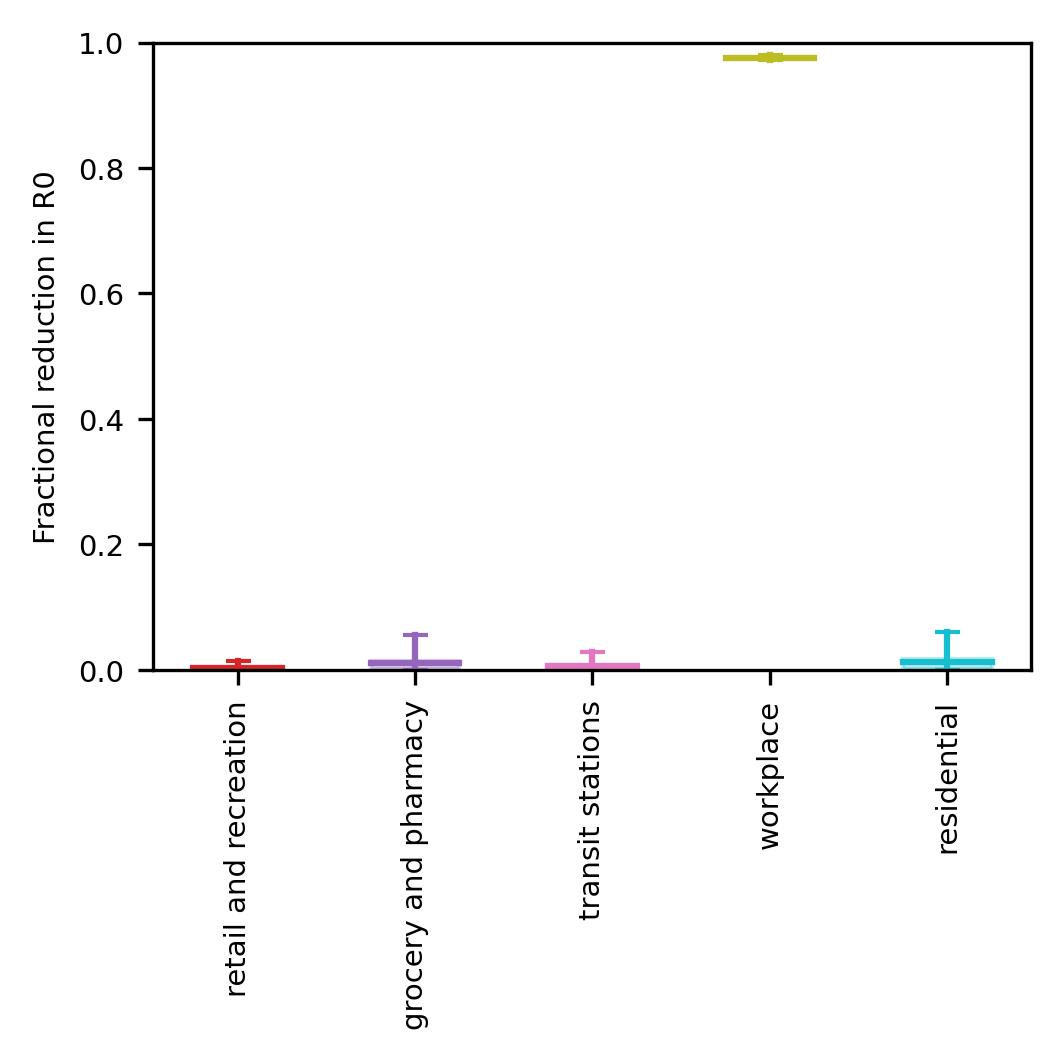 Fractional reduction in R0
1.0
0.8
0.6
0.4
0.2
0.0
retail and recreation
grocery and pharmacy
transit stations
workplace
residential